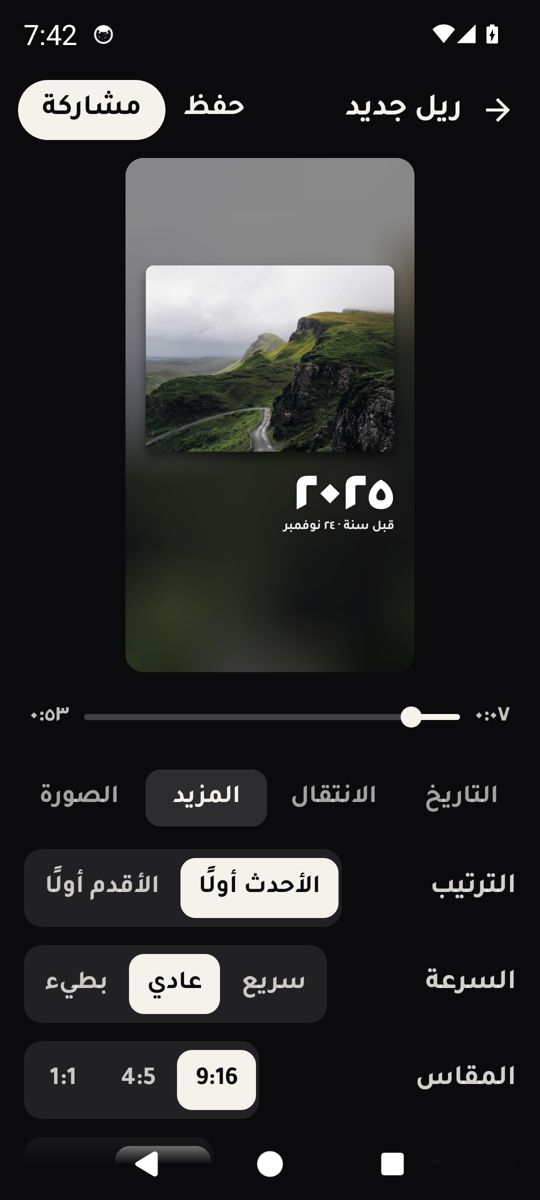 7:42
ريل جديد
حفظ
مشاركة
٢٠٢٥
قبل سنة · ٢٤ نوفمبر
٠:٠٧
٠:٥٣
التاريخ
الانتقال
المزيد
الصورة
الترتيب
الأحدث أولًا
الأقدم أولًا
السرعة
سريع
عادي
بطيء
المقاس
9:16
4:5
1:1